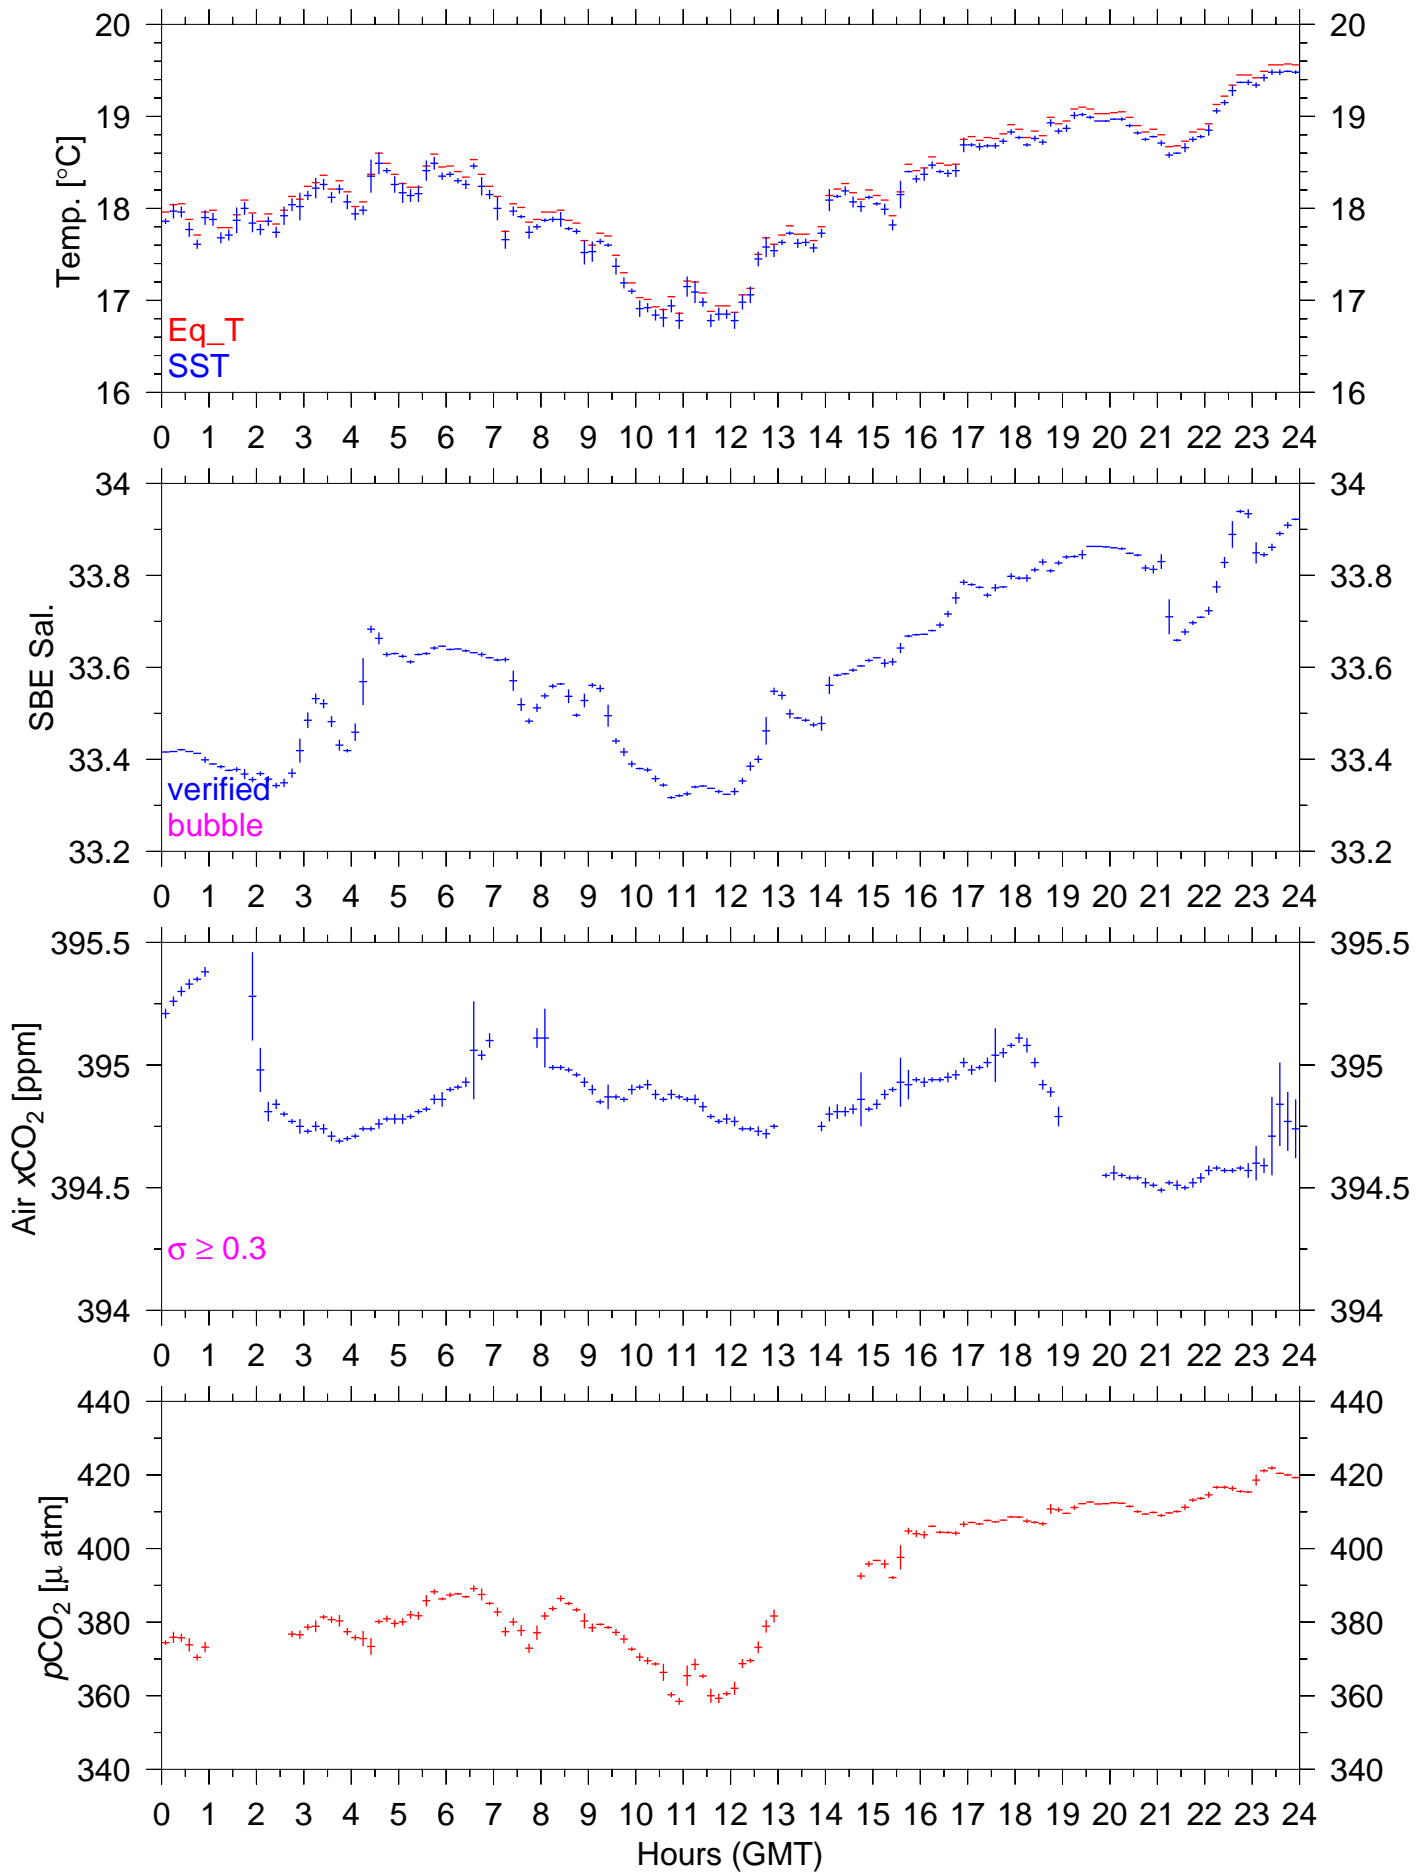 20 20
19 19
Temp. [°C]
18 18
17 17
Eq_T
SST
16 16
0 1 2 3 4 5 6 7 8 9 10 11 12 13 14 15 16 17 18 19 20 21 22 23 24
34 34
33.8 33.8
SBE Sal.
33.6 33.6
33.4 33.4
verified
bubble
33.2 33.2
0 1 2 3 4 5 6 7 8 9 10 11 12 13 14 15 16 17 18 19 20 21 22 23 24
395.5 395.5
Air xCO₂ [ppm]
395 395
394.5 394.5
σ ≥ 0.3
394 394
0 1 2 3 4 5 6 7 8 9 10 11 12 13 14 15 16 17 18 19 20 21 22 23 24
440 440
420 420
pCO₂ [μ atm]
400 400
380 380
360 360
340 340
0 1 2 3 4 5 6 7 8 9 10 11 12 13 14 15 16 17 18 19 20 21 22 23 24
Hours (GMT)